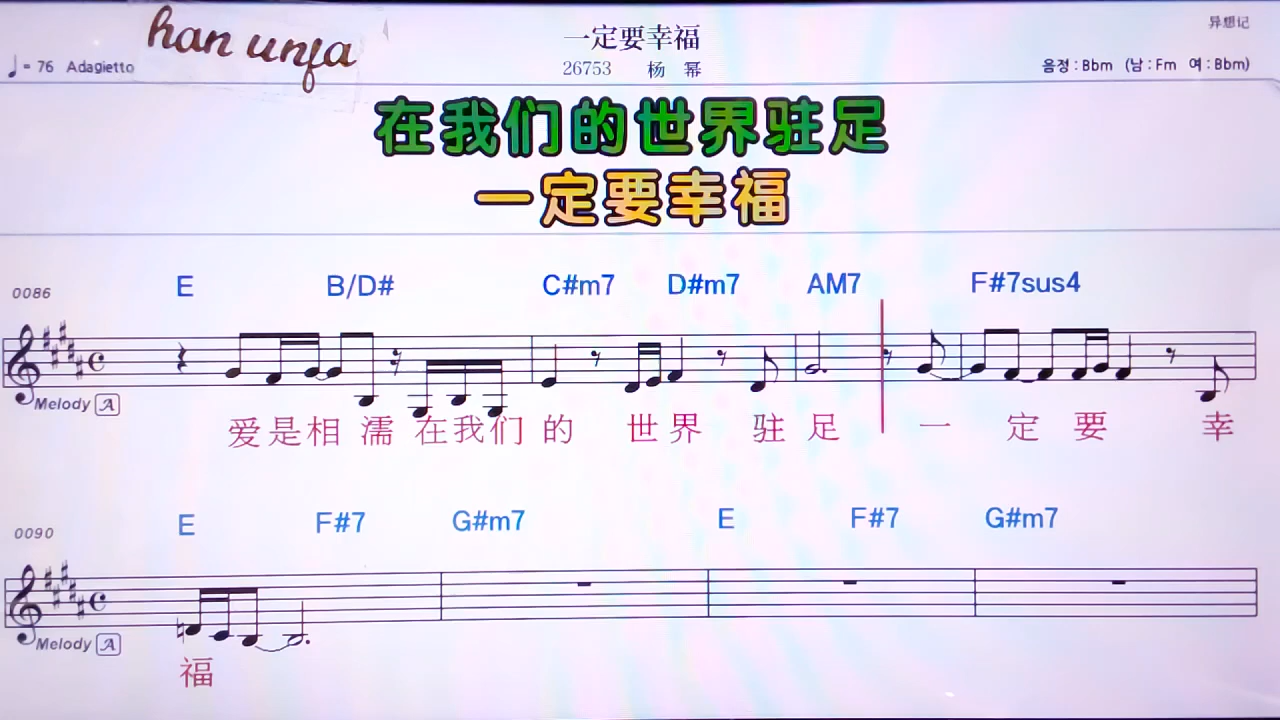 han unfa
一定要幸福
异想记
♩= 76 Adagietto
26753 杨 幂
음정 : Bbm (남 : Fm 여 : Bbm)
在我们的世界驻足
一定要幸福
0086
E B/D# C#m7 D#m7 AM7 F#7sus4
Melody A
爱是相 濡 在我们 的 世界 驻 足 一 定 要 幸
0090
E F#7 G#m7 E F#7 G#m7
Melody A
福